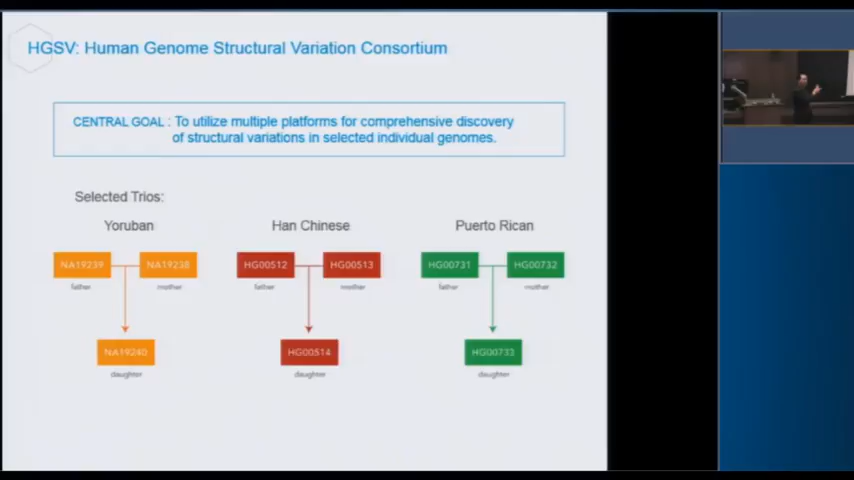 HGSV: Human Genome Structural Variation Consortium
CENTRAL GOAL : To utilize multiple platforms for comprehensive discovery
of structural variations in selected individual genomes.
Selected Trios:
Yoruban
Han Chinese
Puerto Rican
NA19239
NA19238
HG00512
HG00513
HG00731
HG00732
father
mother
father
mother
father
mother
NA19240
HG00514
HG00733
daughter
daughter
daughter